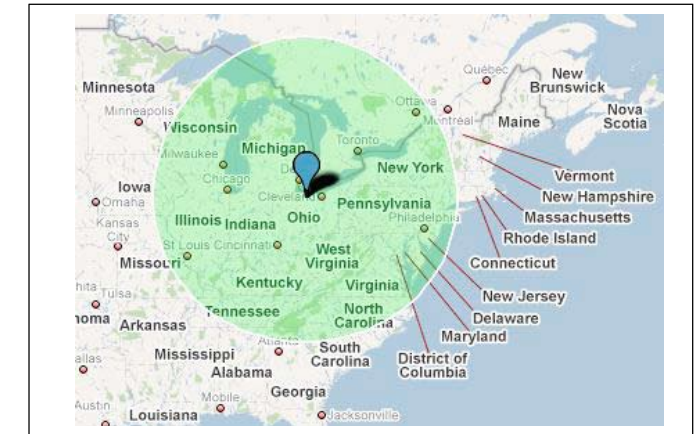 Québec
New
Brunswick
Minnesota
Ottawa
Minneapolis
Montréal
Maine
Nova
Scotia
Wisconsin
Michigan
Toronto
Milwaukee
Vermont
Chicago
New York
Iowa
Cleveland
New Hampshire
Omaha
Pennsylvania
Massachusetts
Illinois
Indiana
Ohio
Philadelphia
Rhode Island
Kansas
City
St Louis
Cincinnati
West
Virginia
Connecticut
Missouri
Kentucky
Virginia
New Jersey
Tulsa
Tennessee
North
Carolina
Delaware
Arkansas
Maryland
Atlanta
South
Carolina
Mississippi
District of
Columbia
Alabama
Georgia
Austin
Mobile
Louisiana
Jacksonville